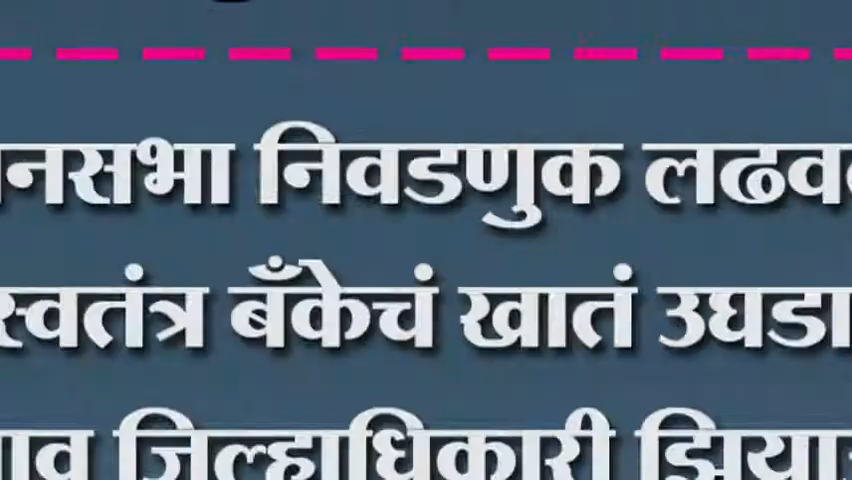 नसभा निवडणुक लढव
स्वतंत्र बँकेचं खातं उघडा
ाव जिल्हाधिकारी झिया